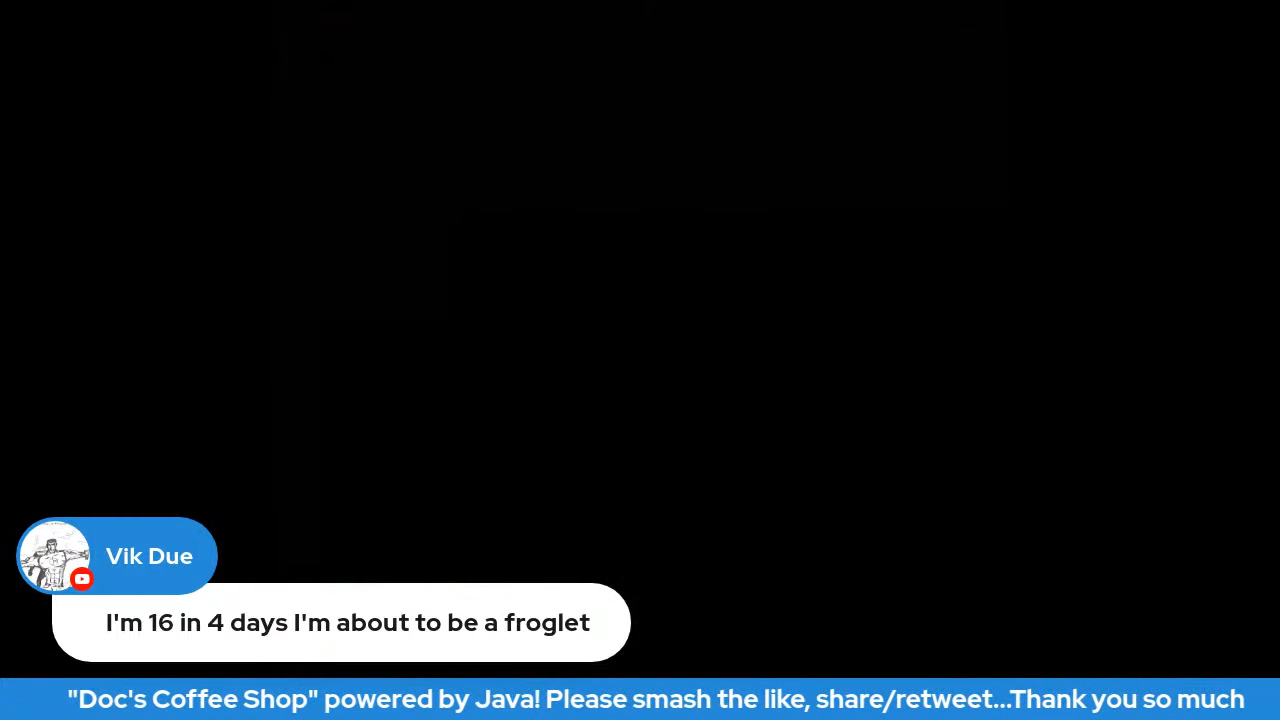 Vik Due
I'm 16 in 4 days I'm about to be a froglet
"Doc's Coffee Shop" powered by Java! Please smash the like, share/retweet...Thank you so much